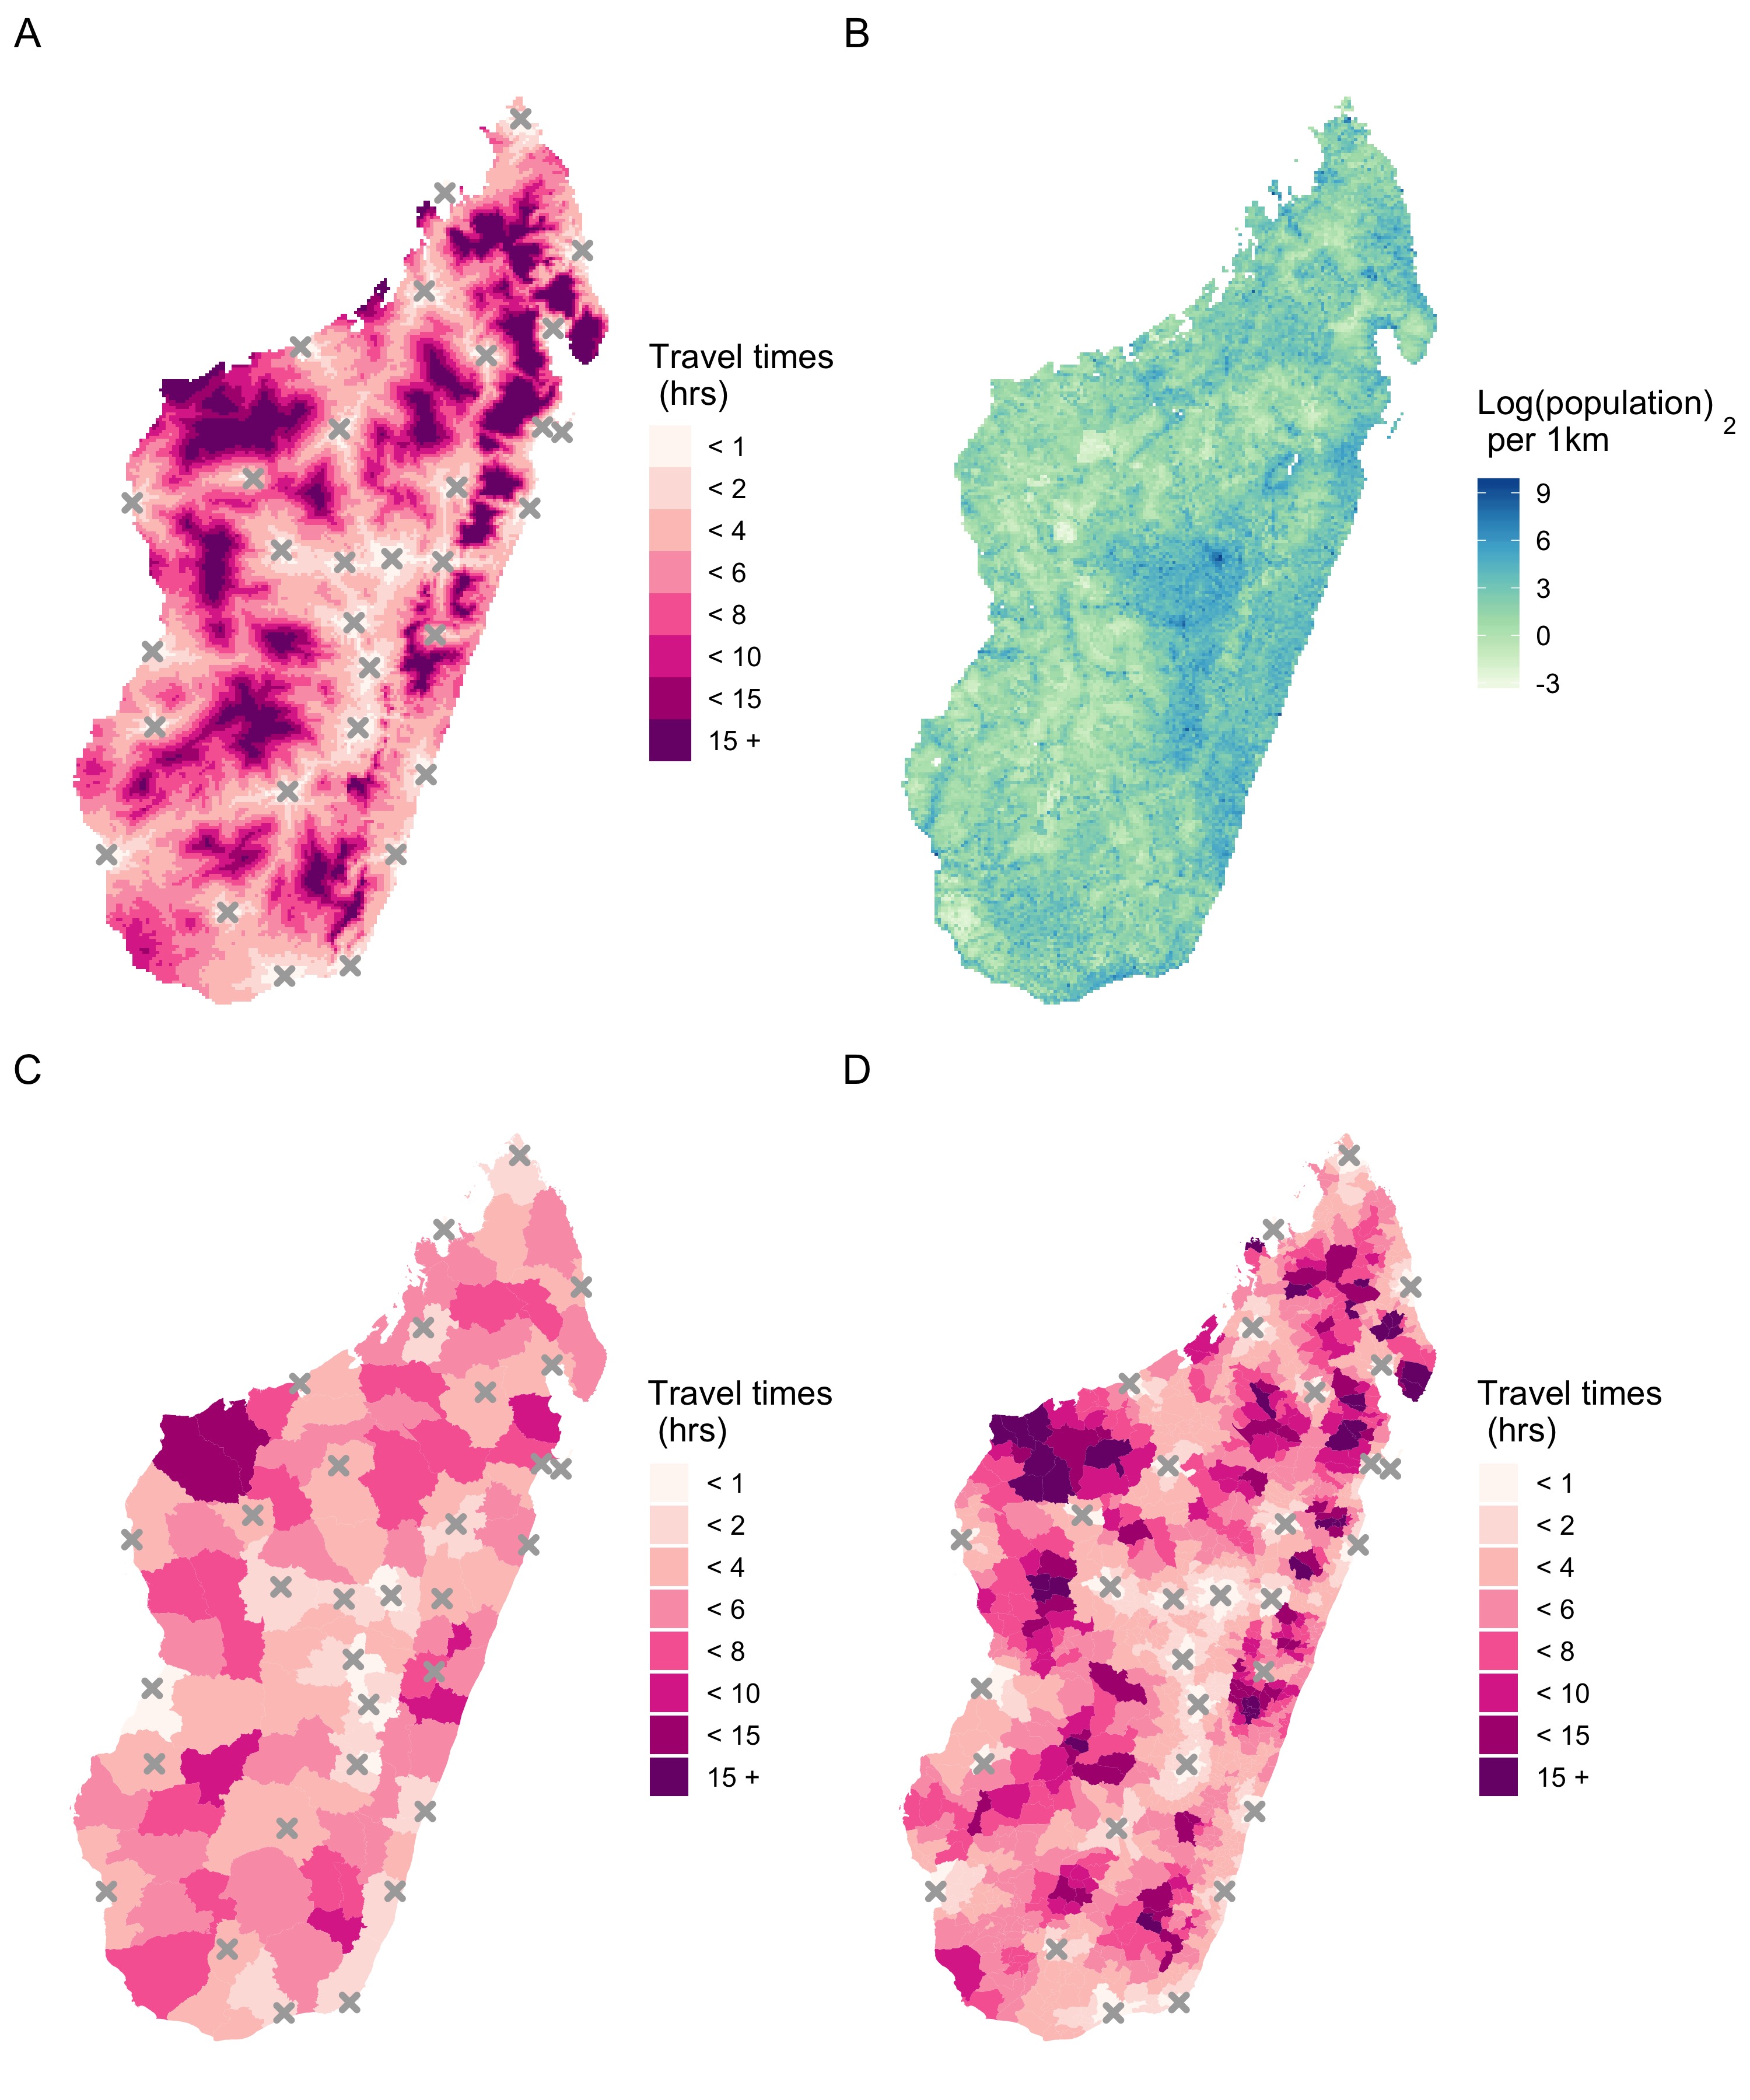 A
Travel times
(hrs)
< 1
< 2
< 4
< 6
< 8
< 10
< 15
15 +
B
Log(population)
per 1km 2
9
6
3
0
-3
C
Travel times
(hrs)
< 1
< 2
< 4
< 6
< 8
< 10
< 15
15 +
D
Travel times
(hrs)
< 1
< 2
< 4
< 6
< 8
< 10
< 15
15 +